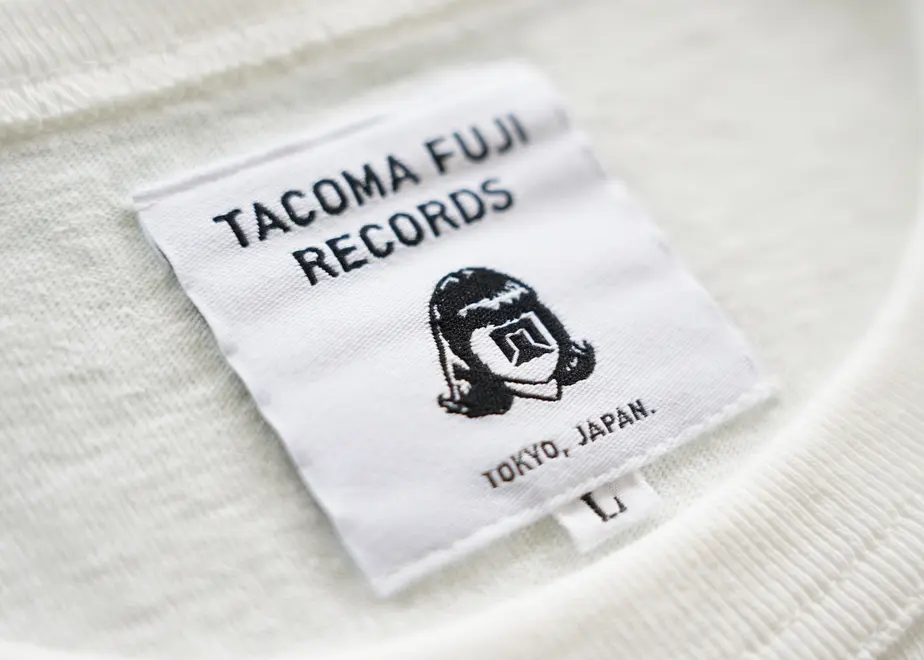 TACOMA FUJI
RECORDS
TOKYO, JAPAN.
L